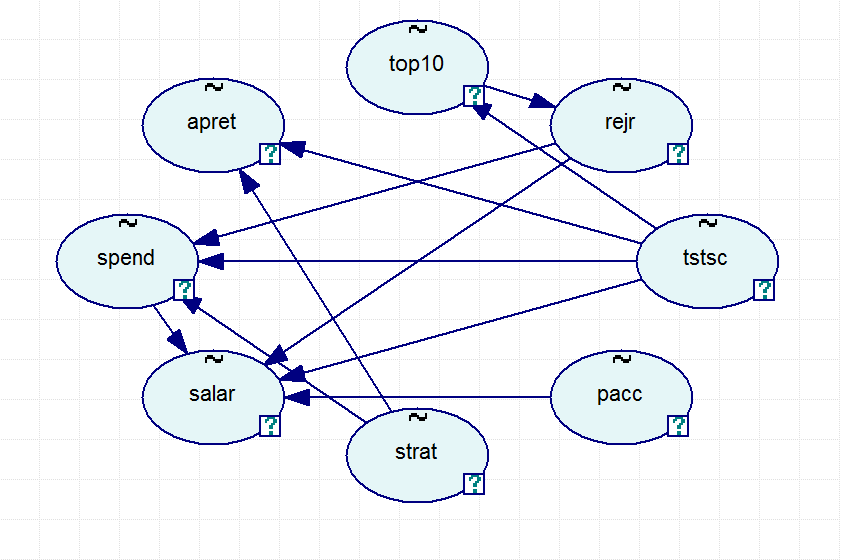 ~
top10
?
~
apret
?
~
rejr
?
~
spend
?
~
tstsc
?
~
salar
?
~
pacc
?
~
strat
?